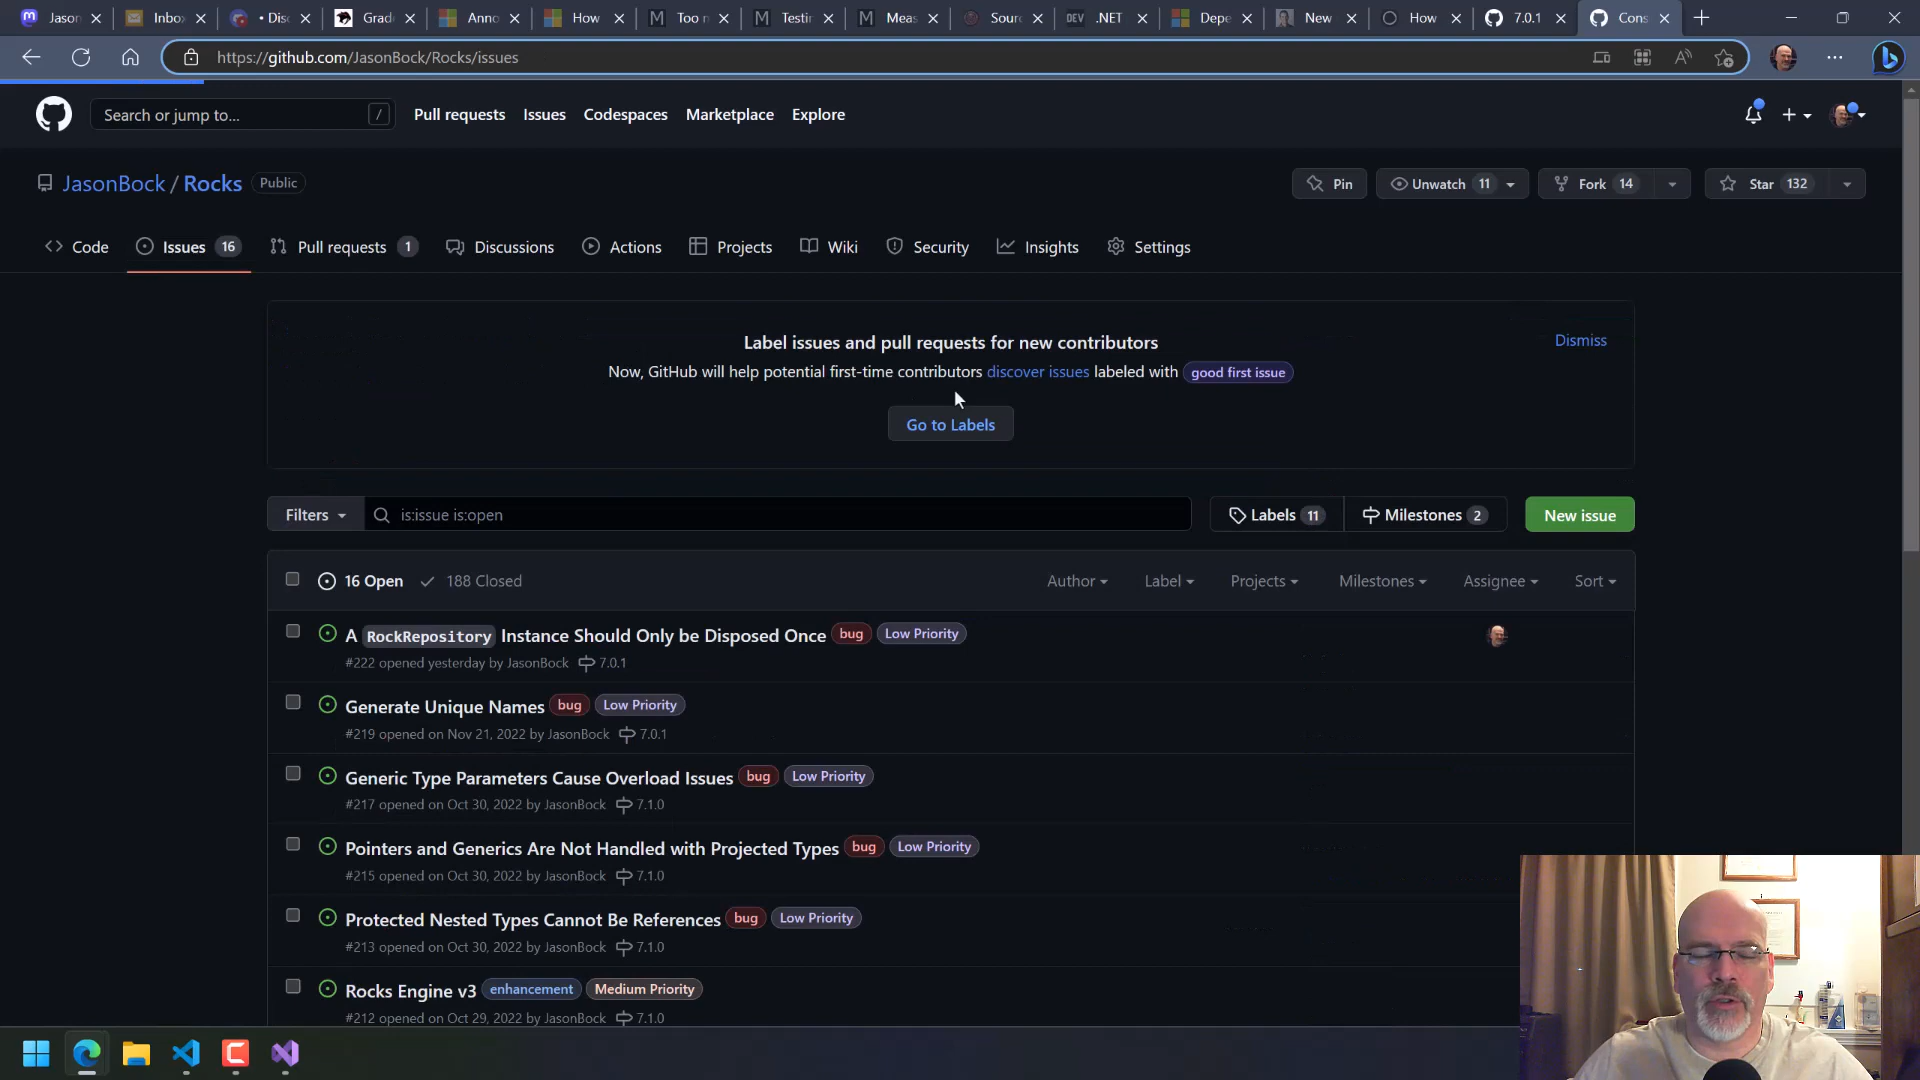 Jason
Inbox
• Disc
Grade
Anno
How
Too n
Testin
Meas
Sourc
.NET
Depe
New
How
7.0.1
Cons
https://github.com/JasonBock/Rocks/issues
Search or jump to...
/
Pull requests
Issues
Codespaces
Marketplace
Explore
JasonBock / Rocks Public
Pin
Unwatch 11
Fork 14
Star 132
Code
Issues 16
Pull requests 1
Discussions
Actions
Projects
Wiki
Security
Insights
Settings
Label issues and pull requests for new contributors
Dismiss
Now, GitHub will help potential first-time contributors discover issues labeled with good first issue
Go to Labels
Filters
is:issue is:open
Labels 11
Milestones 2
New issue
16 Open 188 Closed
Author
Label
Projects
Milestones
Assignee
Sort
A RockRepository Instance Should Only be Disposed Once bug Low Priority
#222 opened yesterday by JasonBock 7.0.1
Generate Unique Names bug Low Priority
#219 opened on Nov 21, 2022 by JasonBock 7.0.1
Generic Type Parameters Cause Overload Issues bug Low Priority
#217 opened on Oct 30, 2022 by JasonBock 7.1.0
Pointers and Generics Are Not Handled with Projected Types bug Low Priority
#215 opened on Oct 30, 2022 by JasonBock 7.1.0
Protected Nested Types Cannot Be References bug Low Priority
#213 opened on Oct 30, 2022 by JasonBock 7.1.0
Rocks Engine v3 enhancement Medium Priority
#212 opened on Oct 29, 2022 by JasonBock 7.1.0